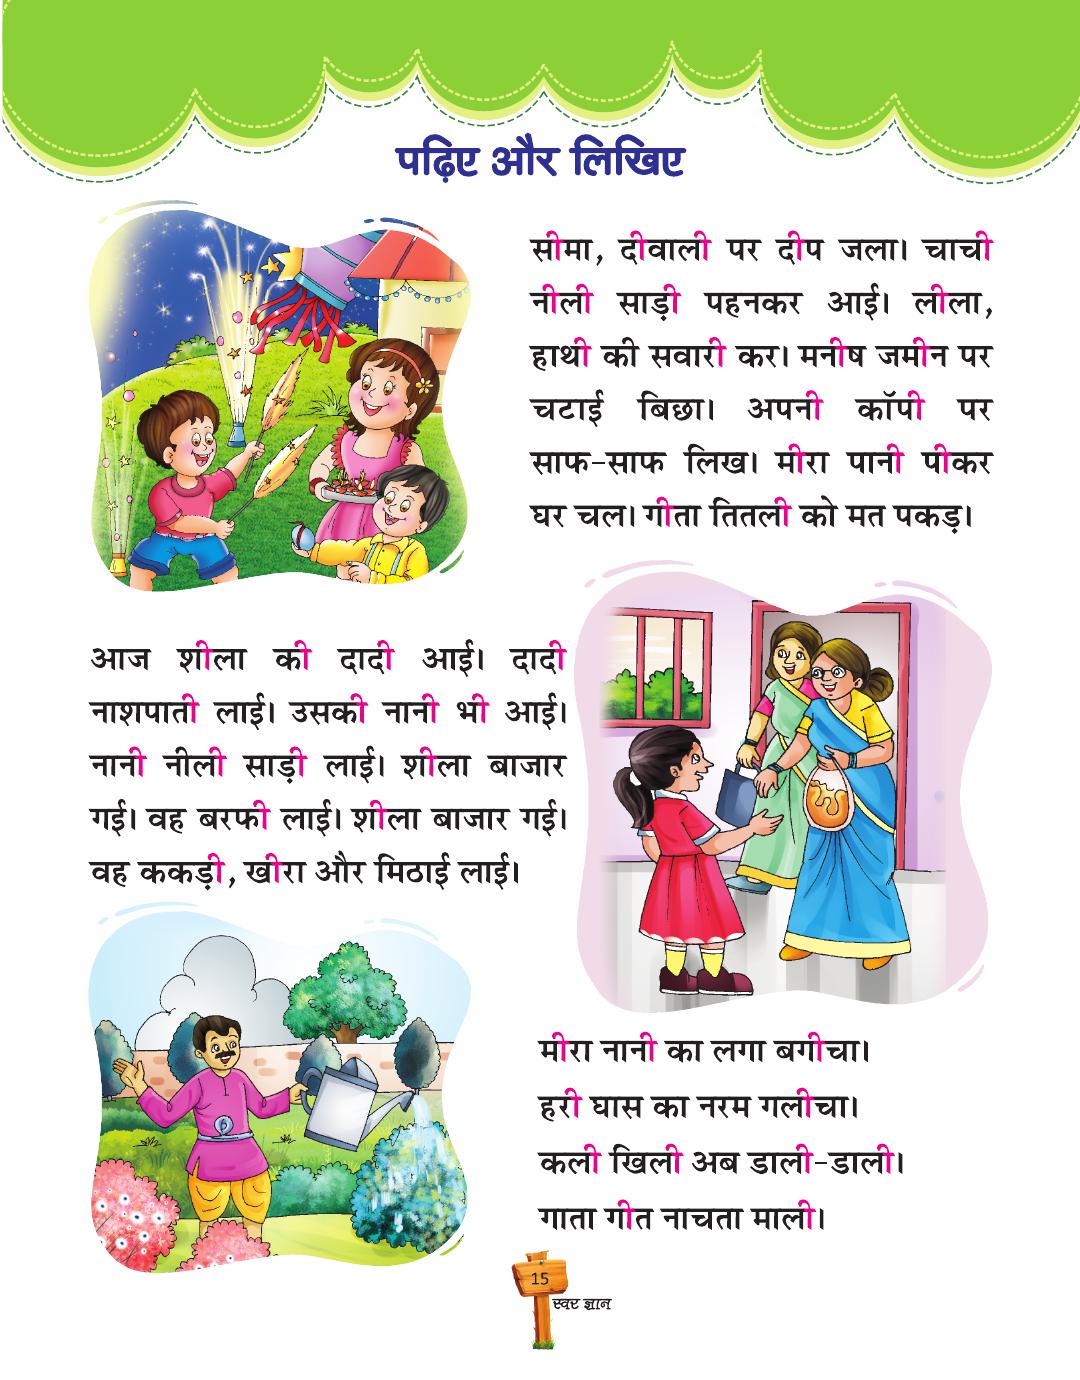 पढ़िए और लिखिए
सीमा, दीवाली पर दीप जला। चाची
नीली साड़ी पहनकर आई। लीला,
हाथी की सवारी कर। मनीष जमीन पर
चटाई बिछा। अपनी कॉपी पर
साफ-साफ लिख। मीरा पानी पीकर
घर चल। गीता तितली को मत पकड़।
आज शीला की दादी आई। दादी
नाशपाती लाई। उसकी नानी भी आई।
नानी नीली साड़ी लाई। शीला बाजार
गई। वह बरफी लाई। शीला बाजार गई।
वह ककड़ी, खीरा और मिठाई लाई।
मीरा नानी का लगा बगीचा।
हरी घास का नरम गलीचा।
कली खिली अब डाली-डाली।
गाता गीत नाचता माली।
15
स्वर ज्ञान